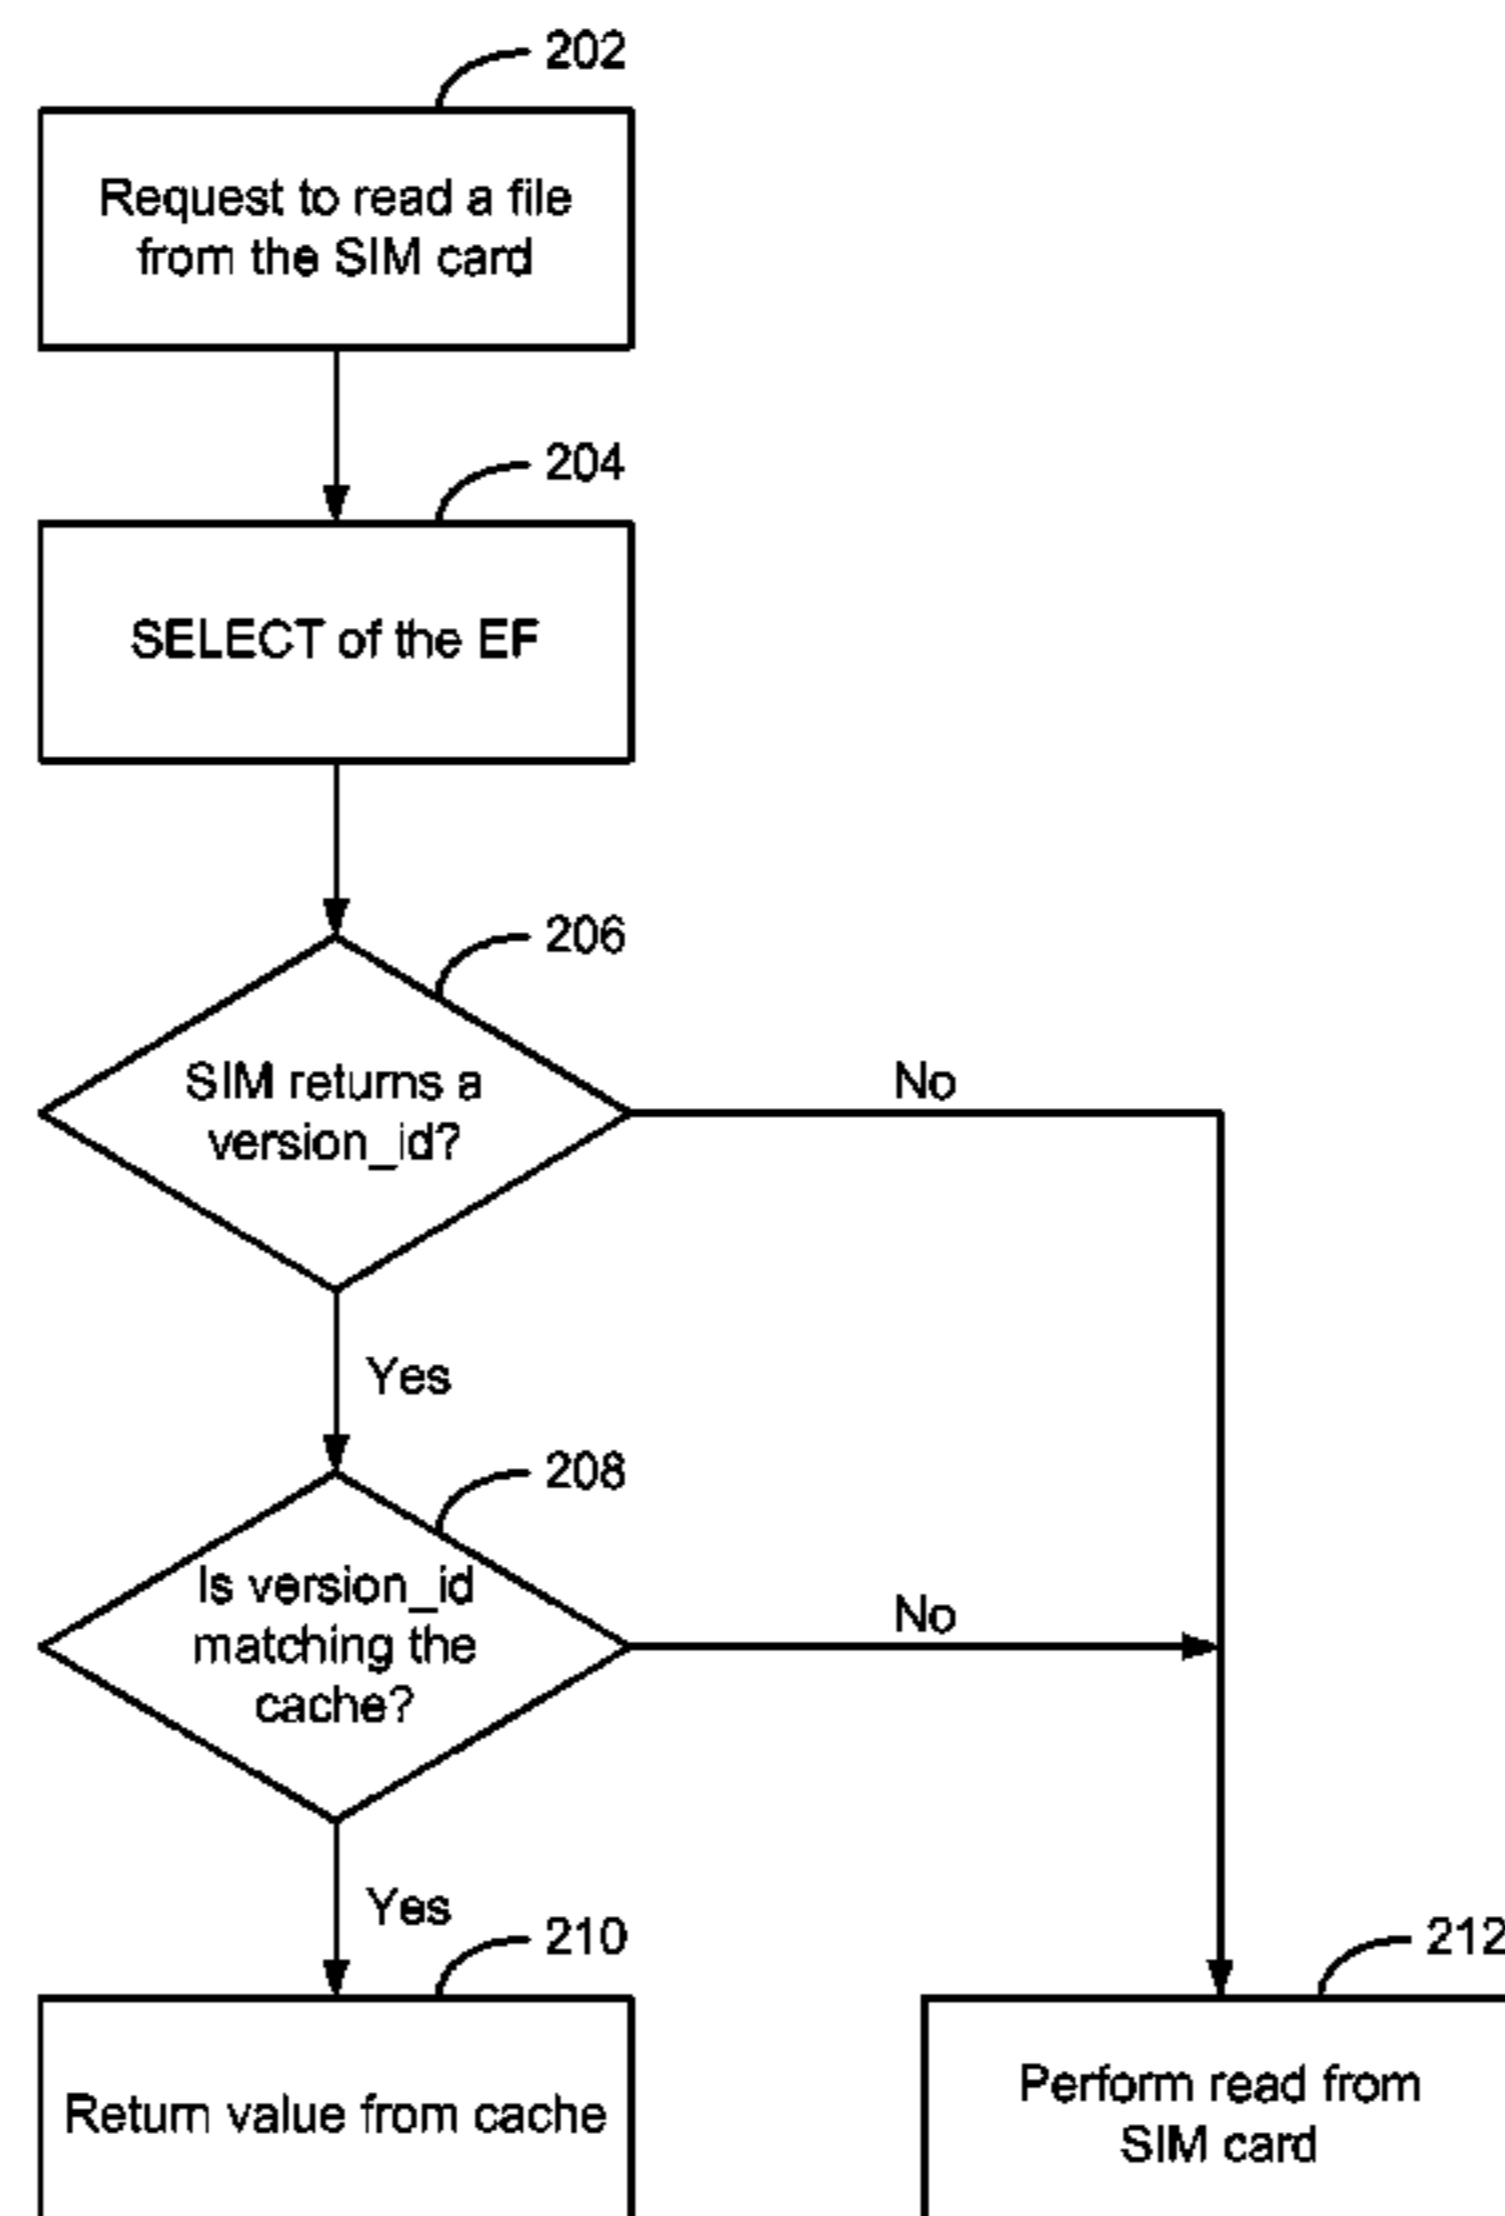 202
Request to read a file
from the SIM card
204
SELECT of the EF
206
SIM returns a
version_id?
No
Yes
208
Is version_id
matching the
cache?
No
Yes
210
212
Return value from cache
Perform read from
SIM card